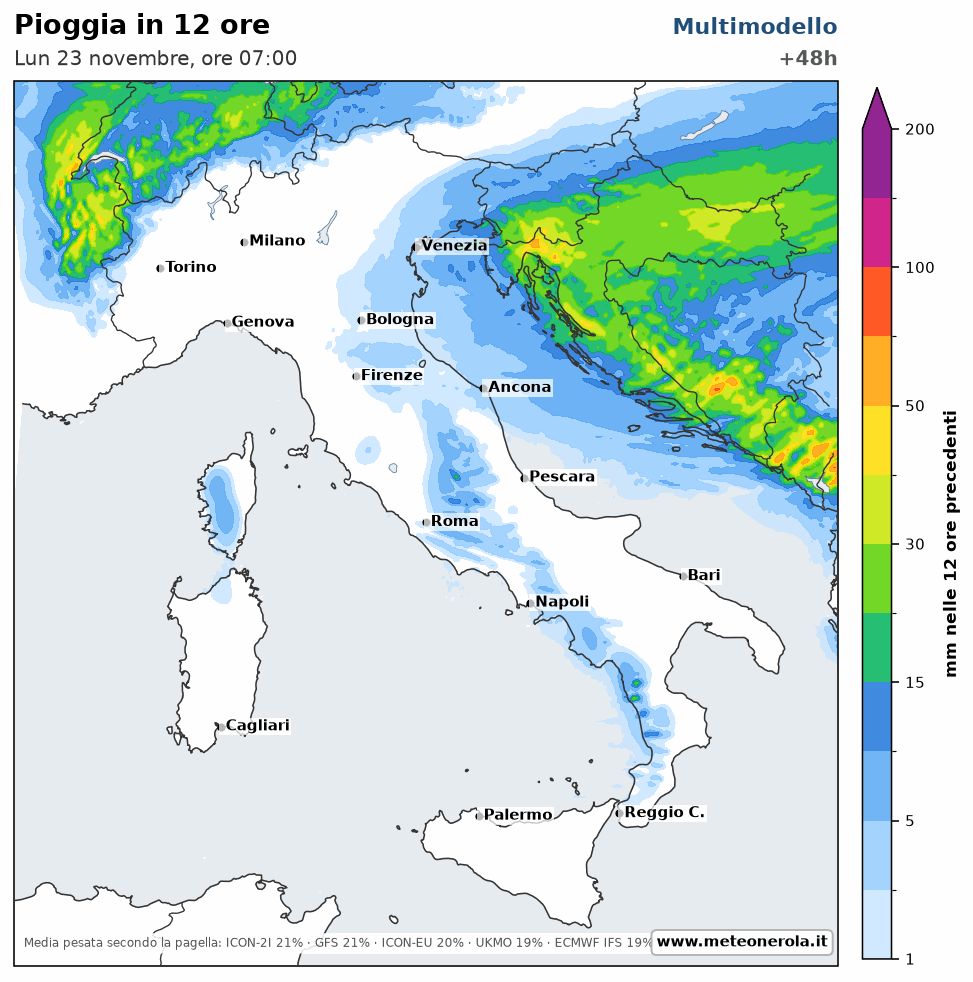 Pioggia in 12 ore
Multimodello
Lun 23 novembre, ore 07:00
+48h
200
100
50
30
15
5
1
mm nelle 12 ore precedenti
Milano
Venezia
Torino
Genova
Bologna
Firenze
Ancona
Pescara
Roma
Bari
Napoli
Cagliari
Palermo
Reggio C.
Media pesata secondo la pagella: ICON-2I 21% · GFS 21% · ICON-EU 20% · UKMO 19% · ECMWF IFS 19%
www.meteonerola.it